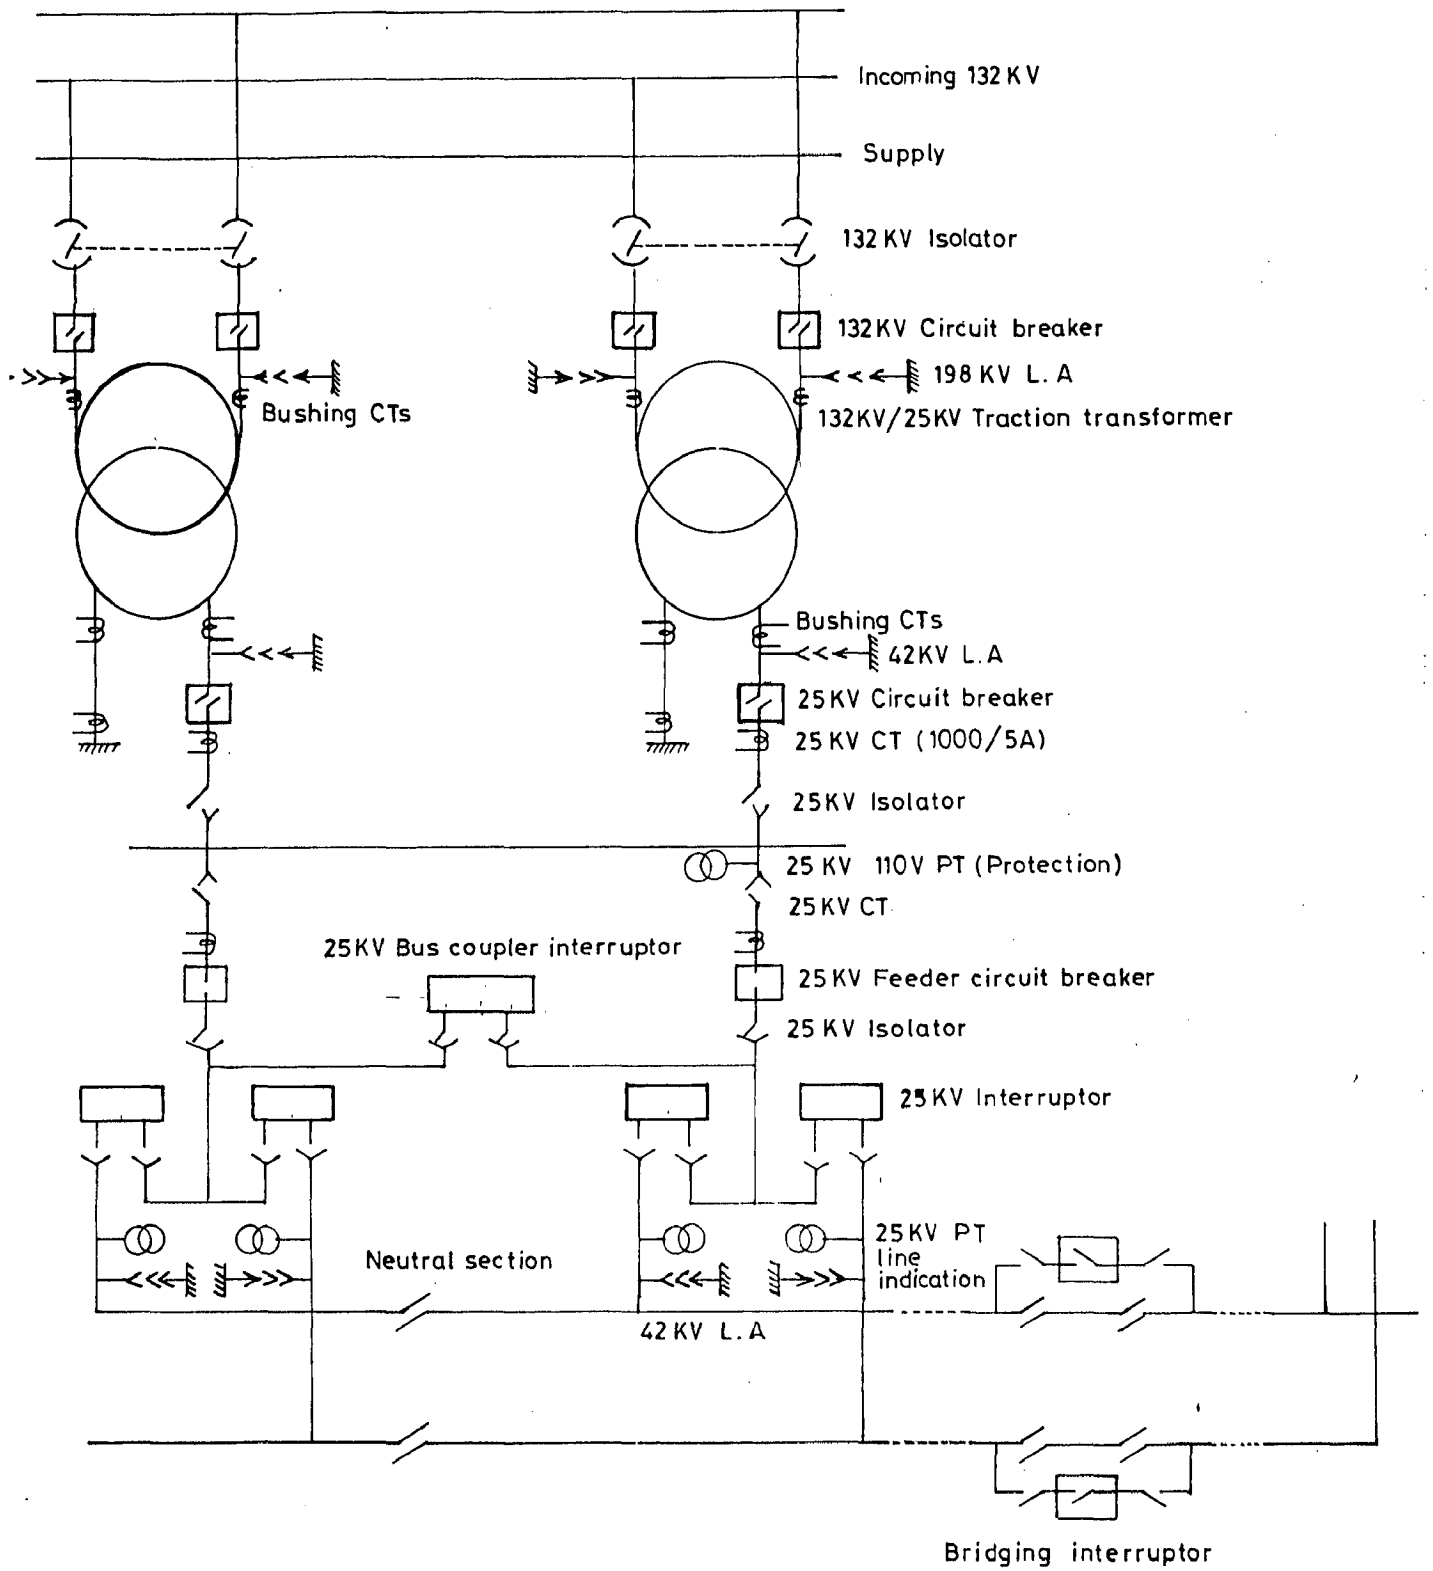 Incoming 132 KV
Supply
132 KV Isolator
132KV Circuit breaker
198 KV L.A
Bushing CTs
132KV/25KV Traction transformer
Bushing CTs
42KV L.A
25KV Circuit breaker
25 KV CT (1000/5A)
25KV Isolator
25 KV 110V PT (Protection)
25KV CT
25KV Bus coupler interruptor
25KV Feeder circuit breaker
25 KV Isolator
25KV Interruptor
25KV PT
line
indication
Neutral section
42KV L.A
Bridging interruptor